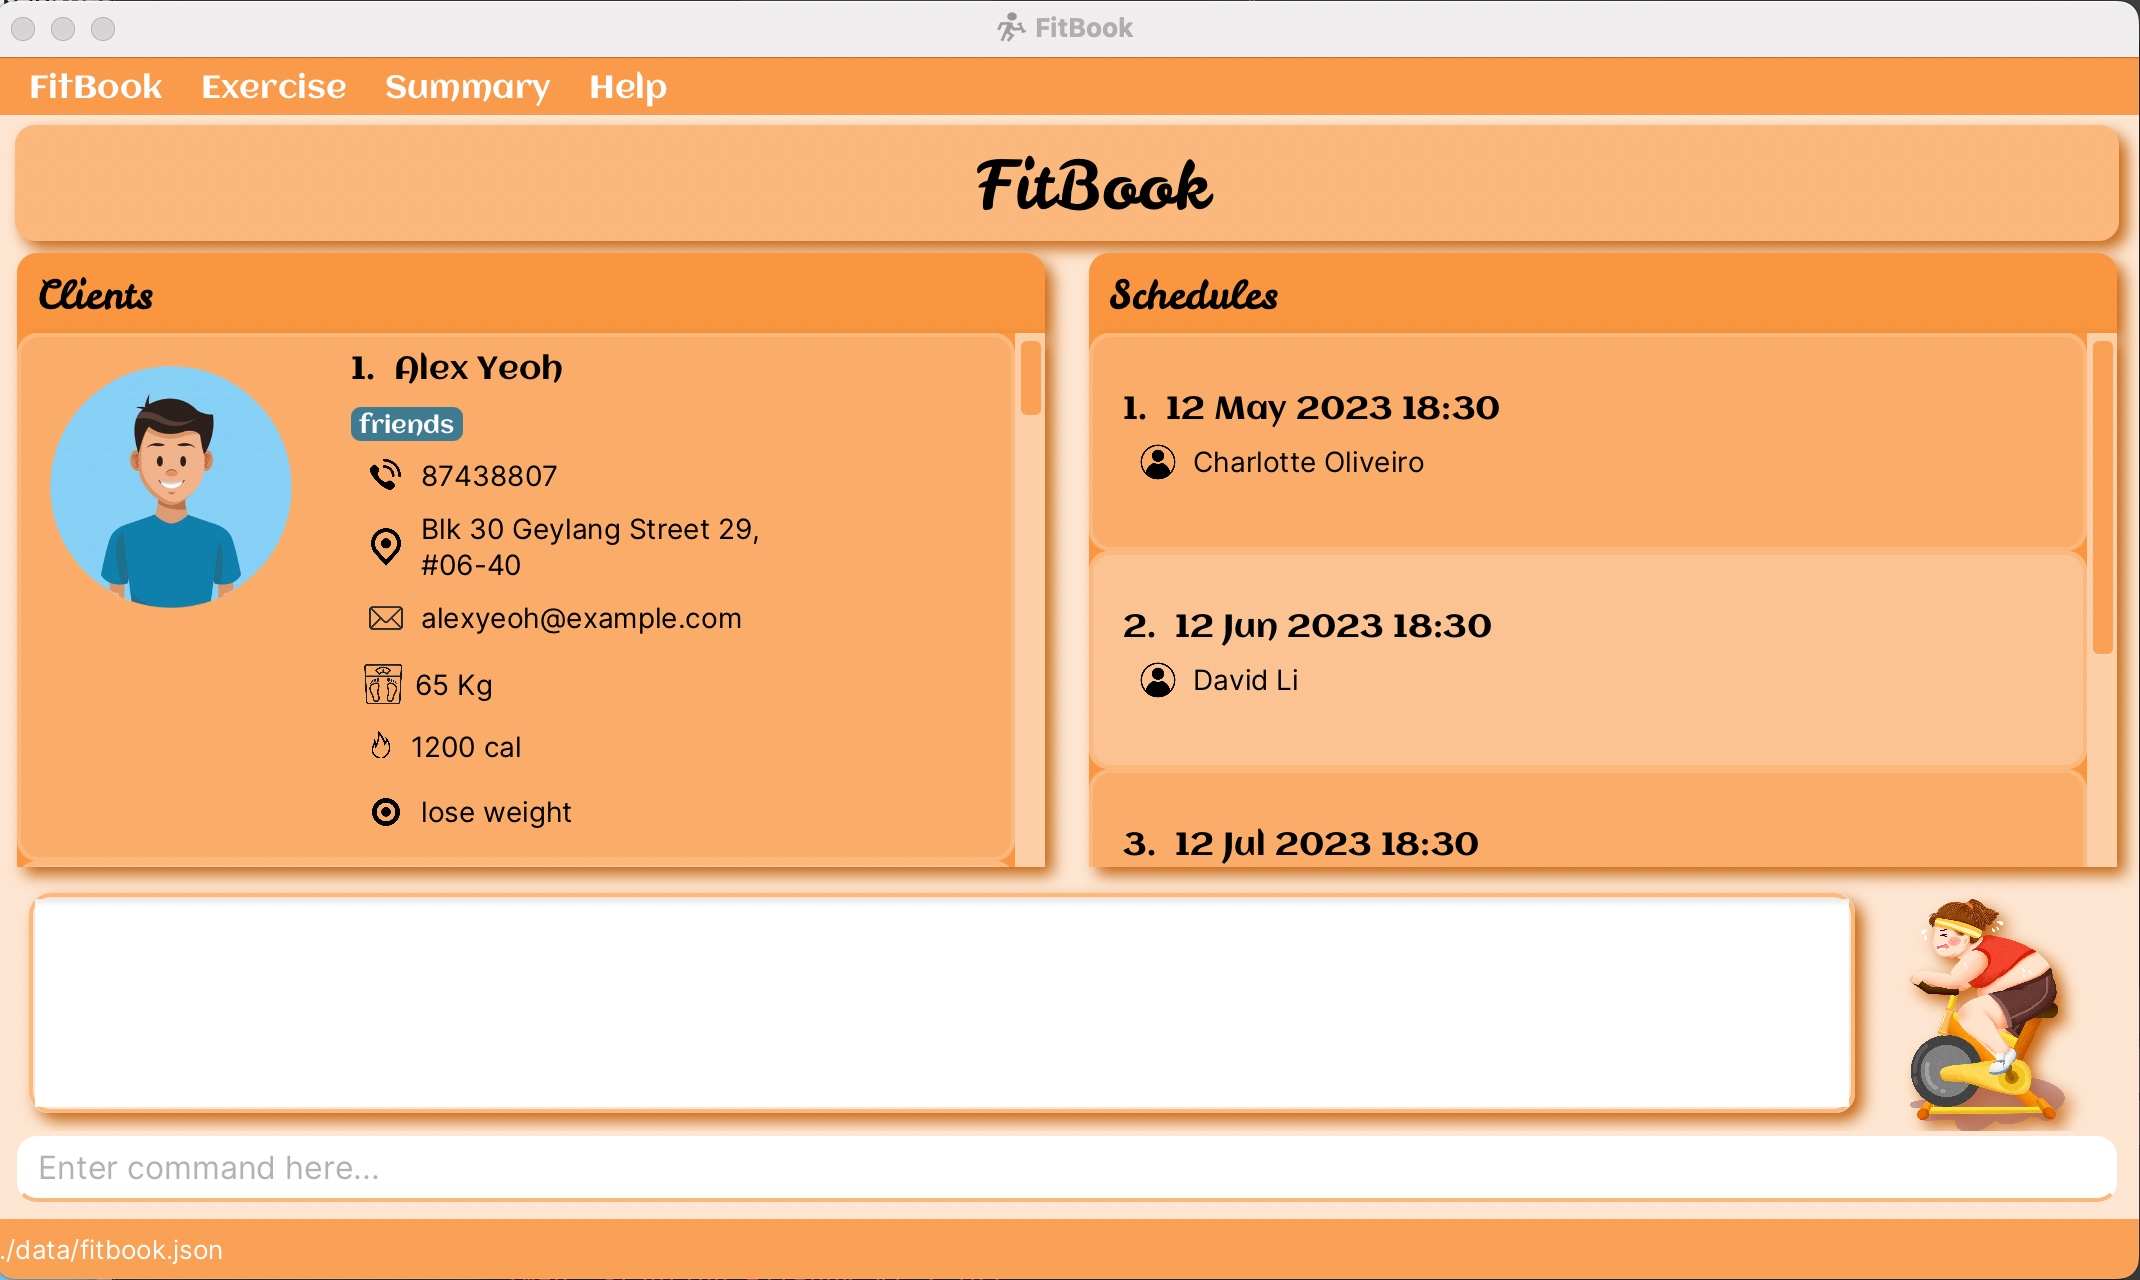 FitBook
FitBook Exercise Summary Help
FitBook
Clients
1. Alex Yeoh
friends
87438807
Blk 30 Geylang Street 29,
#06-40
alexyeoh@example.com
65 Kg
1200 cal
lose weight
Schedules
1. 12 May 2023 18:30
Charlotte Oliveiro
2. 12 Jun 2023 18:30
David Li
3. 12 Jul 2023 18:30
Enter command here...
./data/fitbook.json